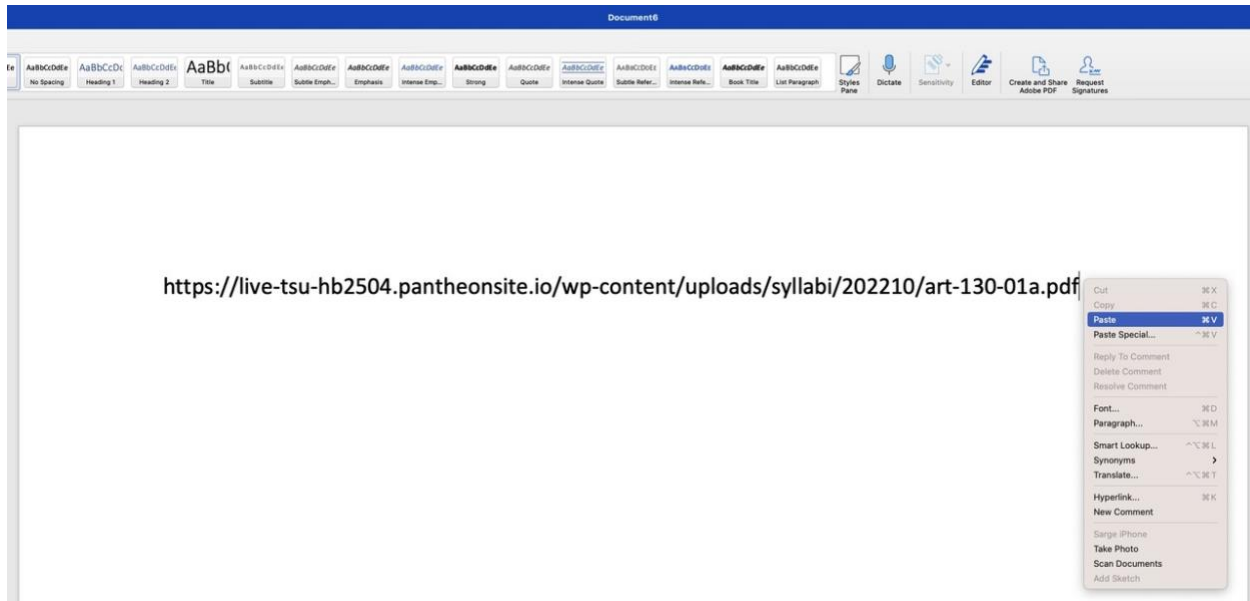 Document6
Ee AaBbCcDdEe AaBbCcDc AaBbCcDdEe AaBb( AaBbCcDdEe AaBbCcDdEe AaBbCcDdEe AaBbCcDdEe AaBbCcDdEe AaBbCcDdEe AaBbCcDdEe AaBbCcDdEe AaBbCcDdEe AaBbCcDdEe AaBbCcDdEe
No Spacing Heading 1 Heading 2 Title Subtitle Subtle Emph... Emphasis Intense Emp... Strong Quote Intense Quote Subtle Refer... Intense Refe... Book Title List Paragraph Styles Pane Dictate Sensitivity Editor Create and Share Adobe PDF Request Signatures
https://live-tsu-hb2504.pantheonsite.io/wp-content/uploads/syllabi/202210/art-130-01a.pdf
Cut ⌘X
Copy ⌘C
Paste ⌘V
Paste Special... ^⌘V
Reply To Comment
Delete Comment
Resolve Comment
Font... ⌘D
Paragraph... ⌥⌘M
Smart Lookup... ^⌥⌘L
Synonyms >
Translate... ^⌥⌘T
Hyperlink... ⌘K
New Comment
Sarge iPhone
Take Photo
Scan Documents
Add Sketch